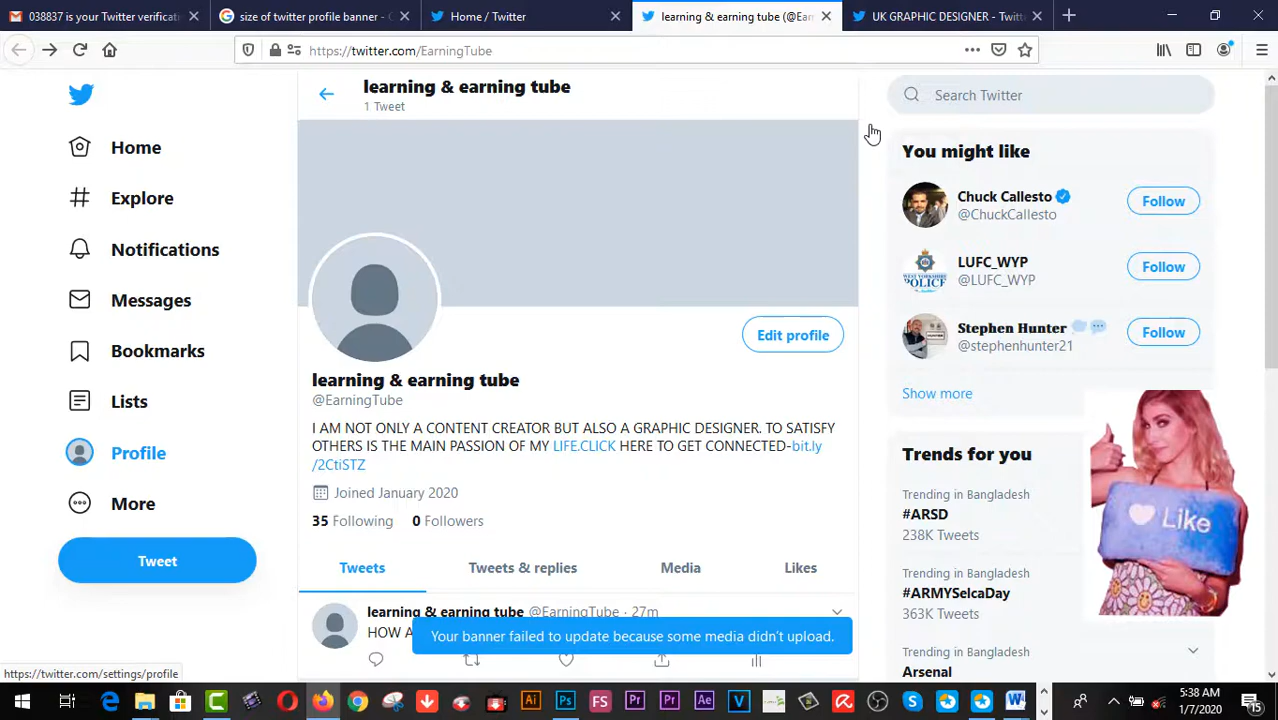 038837 is your Twitter verificat
size of twitter profile banner -
Home / Twitter
learning & earning tube (@Earn
UK GRAPHIC DESIGNER - Twitt
https://twitter.com/EarningTube
learning & earning tube
1 Tweet
Search Twitter
Home
Explore
Notifications
Messages
Bookmarks
Lists
Profile
More
Tweet
Edit profile
learning & earning tube
@EarningTube
I AM NOT ONLY A CONTENT CREATOR BUT ALSO A GRAPHIC DESIGNER. TO SATISFY
OTHERS IS THE MAIN PASSION OF MY LIFE.CLICK HERE TO GET CONNECTED-bit.ly
/2CtiSTZ
Joined January 2020
35 Following 0 Followers
Tweets Tweets & replies Media Likes
learning & earning tube @EarningTube · 27m
HOW A
Your banner failed to update because some media didn't upload.
You might like
Chuck Callesto
@ChuckCallesto
Follow
LUFC_WYP
@LUFC_WYP
Follow
WEST YORKSHIRE
POLICE
Stephen Hunter
@stephenhunter21
Follow
Show more
Trends for you
Trending in Bangladesh
#ARSD
238K Tweets
Trending in Bangladesh
#ARMYSelcaDay
363K Tweets
Trending in Bangladesh
Arsenal
Like
https://twitter.com/settings/profile
5:38 AM
1/7/2020
15